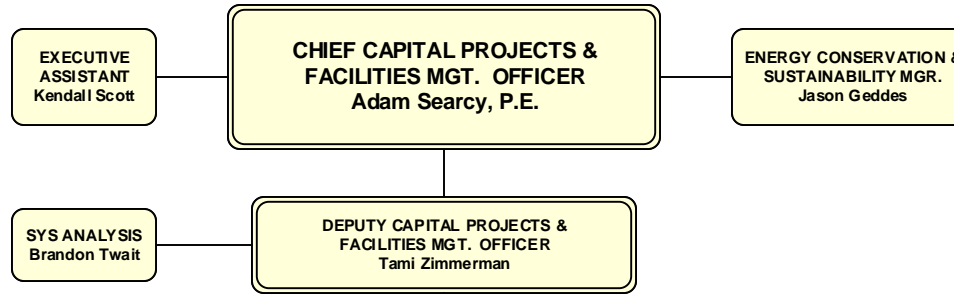 EXECUTIVE
ASSISTANT
Kendall Scott
CHIEF CAPITAL PROJECTS &
FACILITIES MGT. OFFICER
Adam Searcy, P.E.
ENERGY CONSERVATION &
SUSTAINABILITY MGR.
Jason Geddes
SYS ANALYSIS
Brandon Twait
DEPUTY CAPITAL PROJECTS &
FACILITIES MGT. OFFICER
Tami Zimmerman